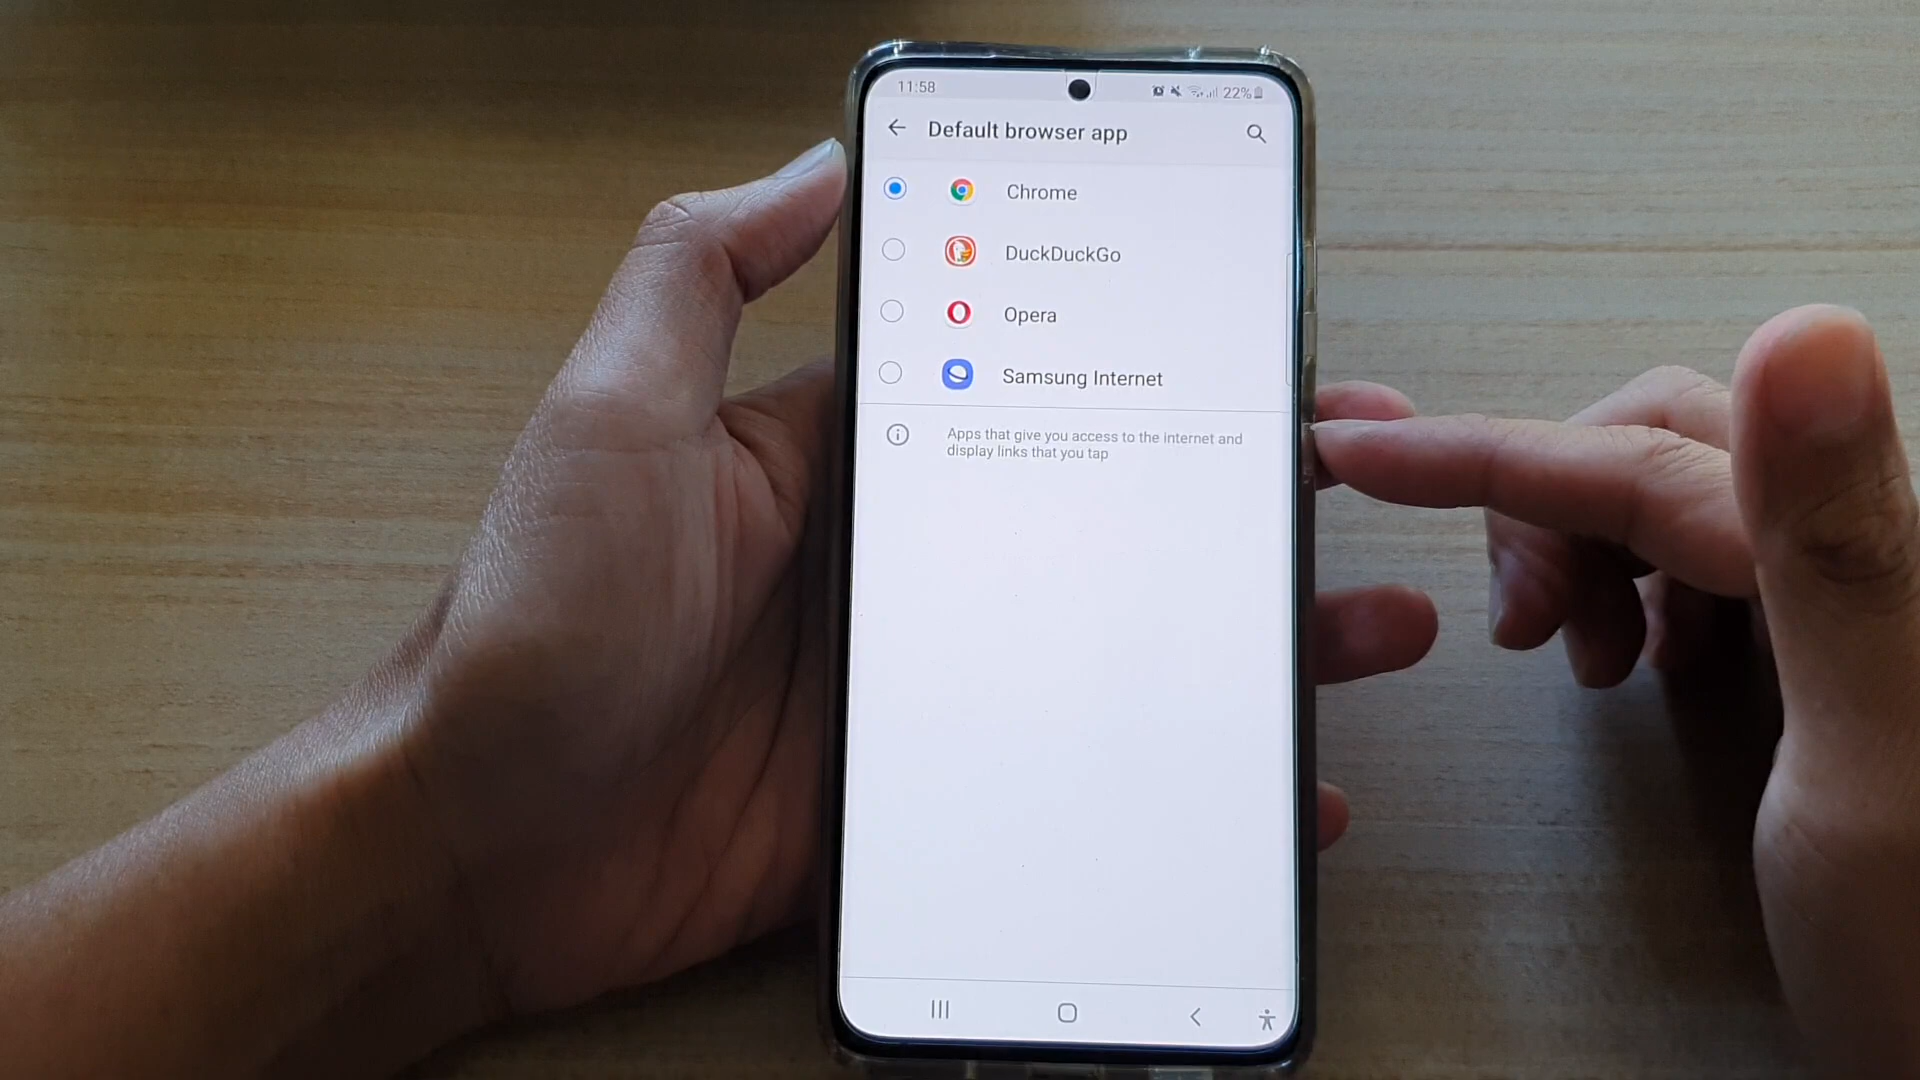 11:58
22%
Default browser app
Chrome
DuckDuckGo
Opera
Samsung Internet
Apps that give you access to the internet and
display links that you tap